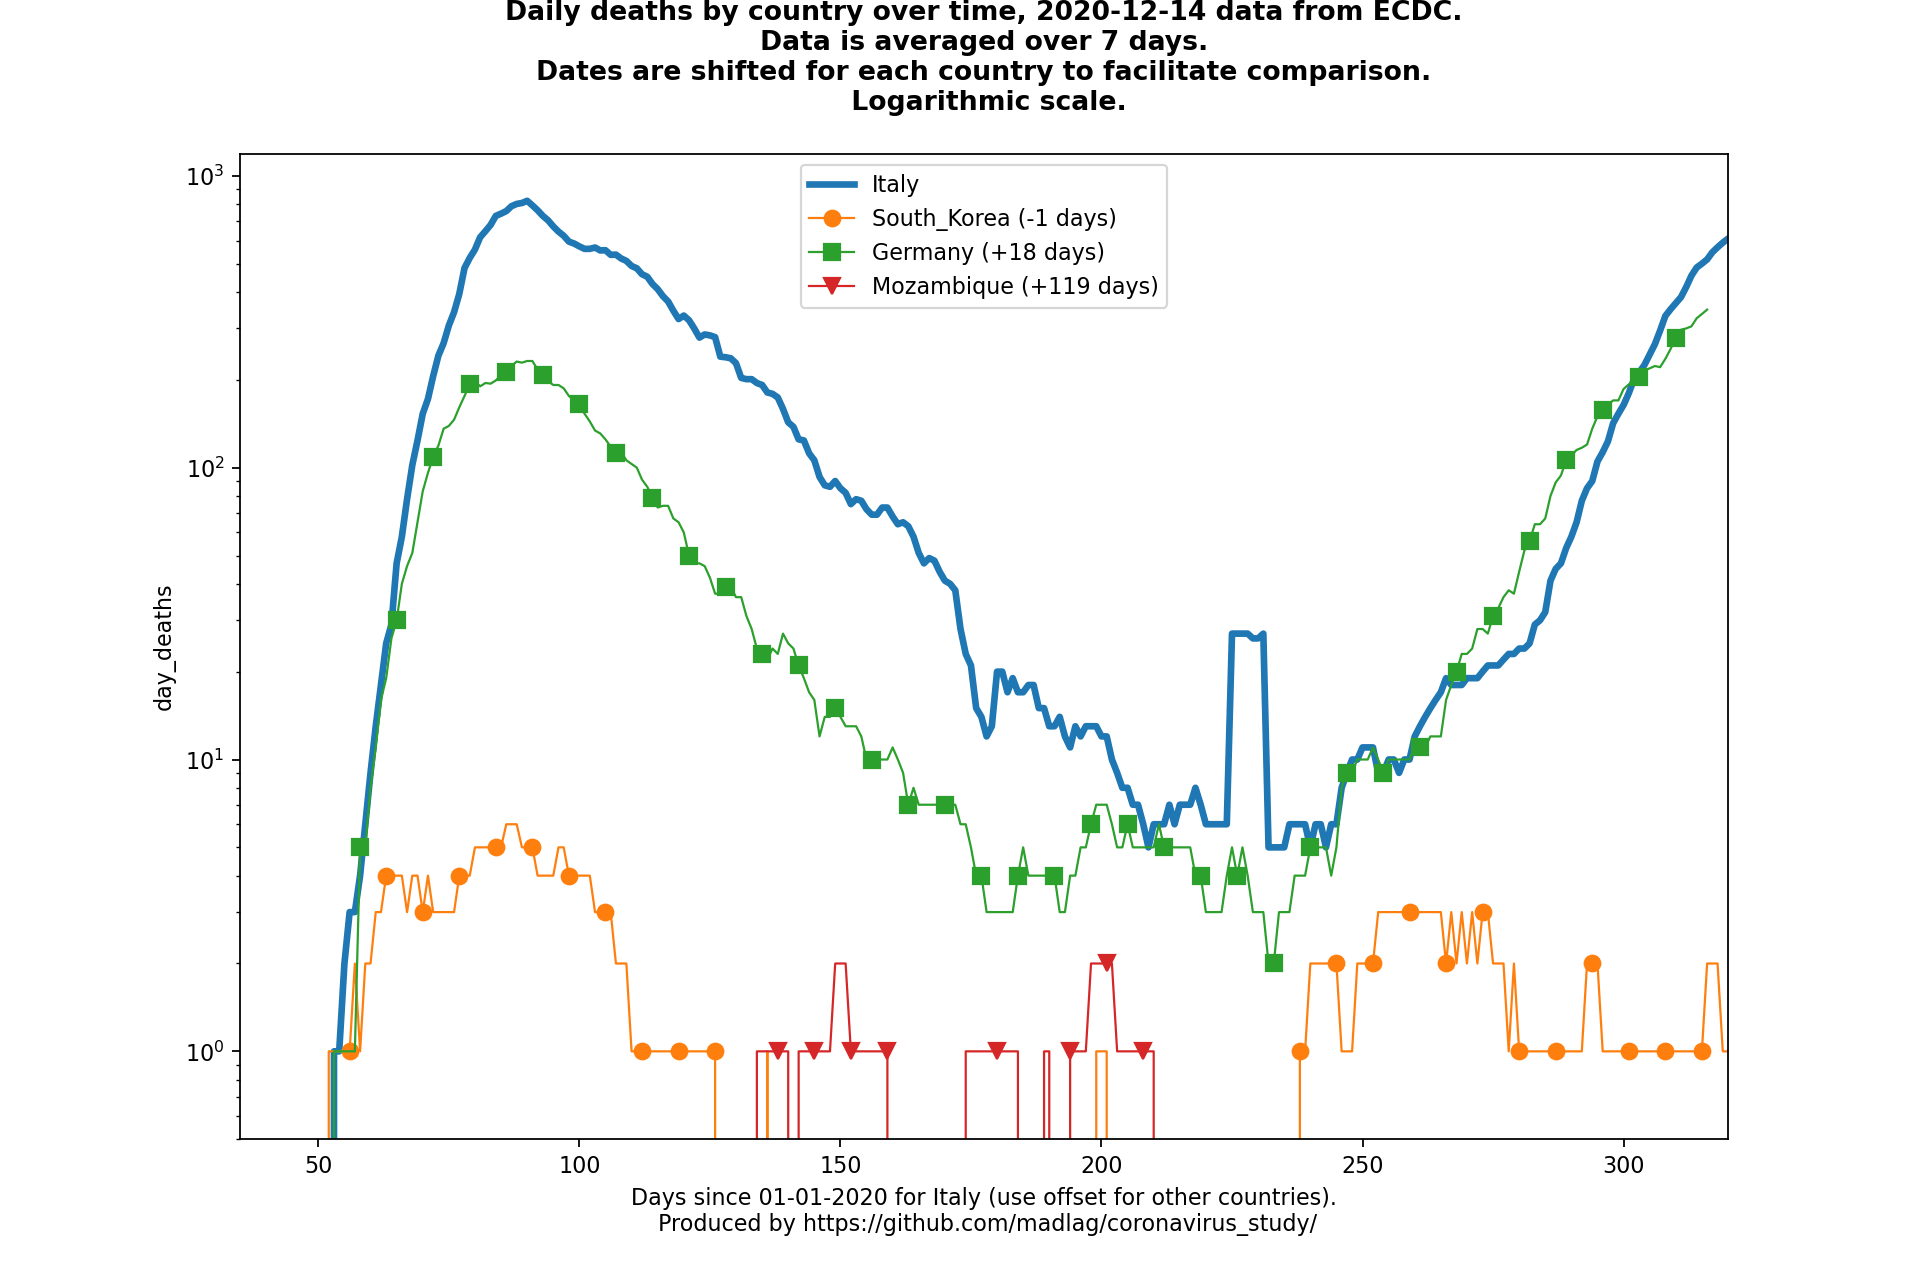 Daily deaths by country over time, 2020-12-14 data from ECDC.
Data is averaged over 7 days.
Dates are shifted for each country to facilitate comparison.
Logarithmic scale.
10³
10²
10¹
10⁰
day_deaths
Italy
South_Korea (-1 days)
Germany (+18 days)
Mozambique (+119 days)
50 100 150 200 250 300
Days since 01-01-2020 for Italy (use offset for other countries).
Produced by https://github.com/madlag/coronavirus_study/